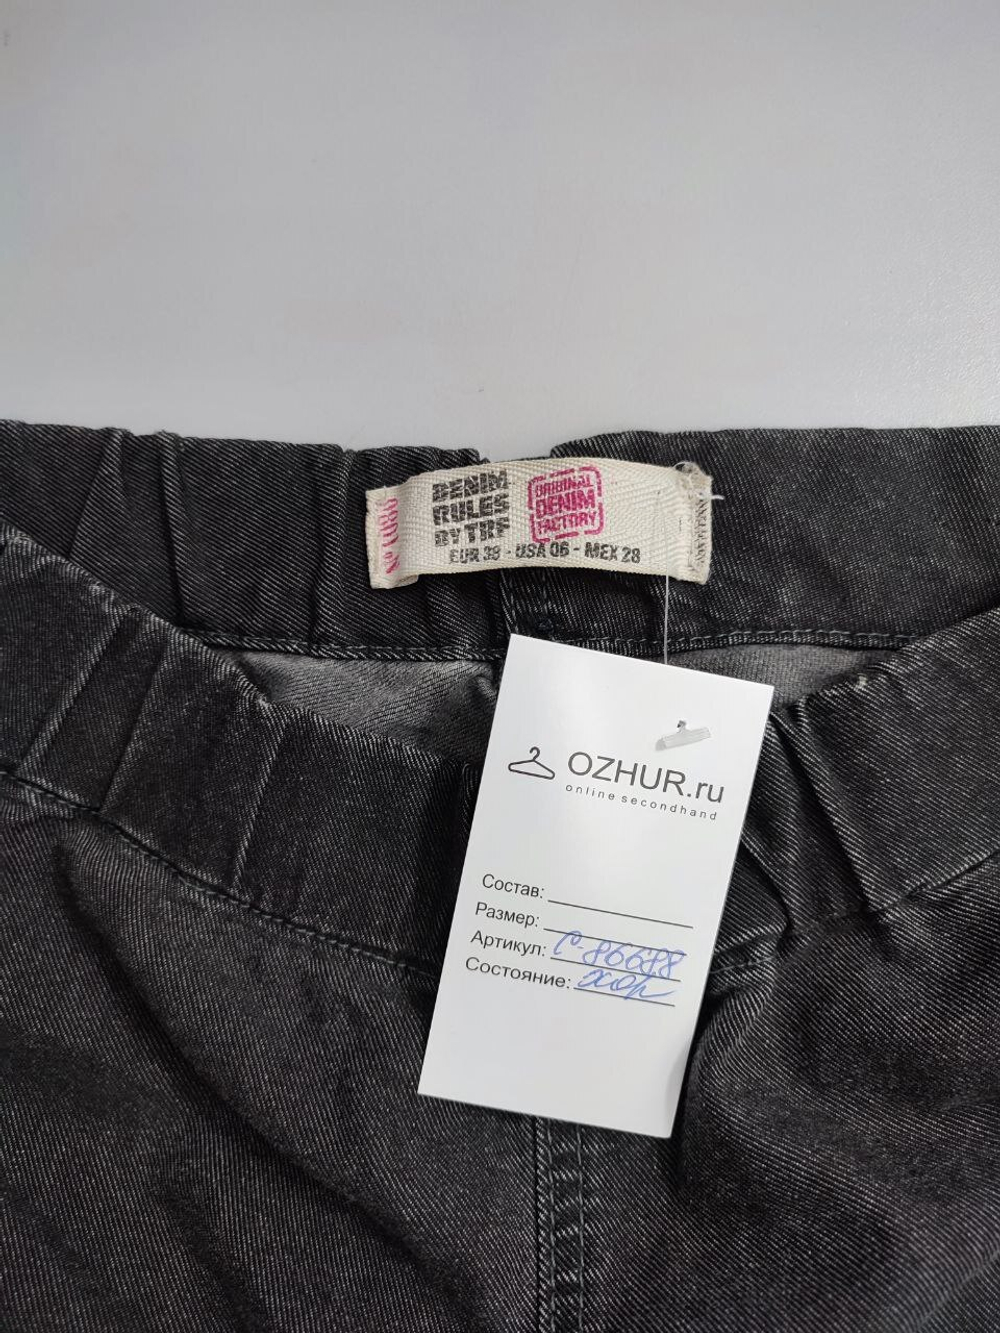 DENIM
RULES
BY TRF
ORIGINAL
DENIM
FACTORY
EUR 38 - USA 06 - MEX 28
OZHUR.ru
online secondhand
Состав:
Размер:
Артикул: С-86688
Состояние: хор